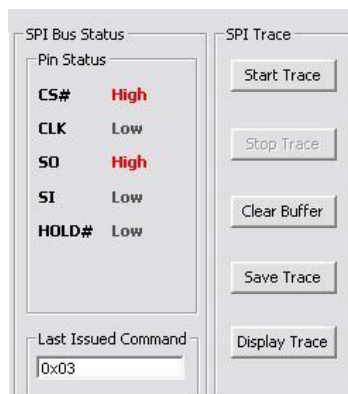 SPI Bus Status
Pin Status
CS# High
CLK Low
SO High
SI Low
HOLD# Low
Last Issued Command
0x03
SPI Trace
Start Trace
Stop Trace
Clear Buffer
Save Trace
Display Trace